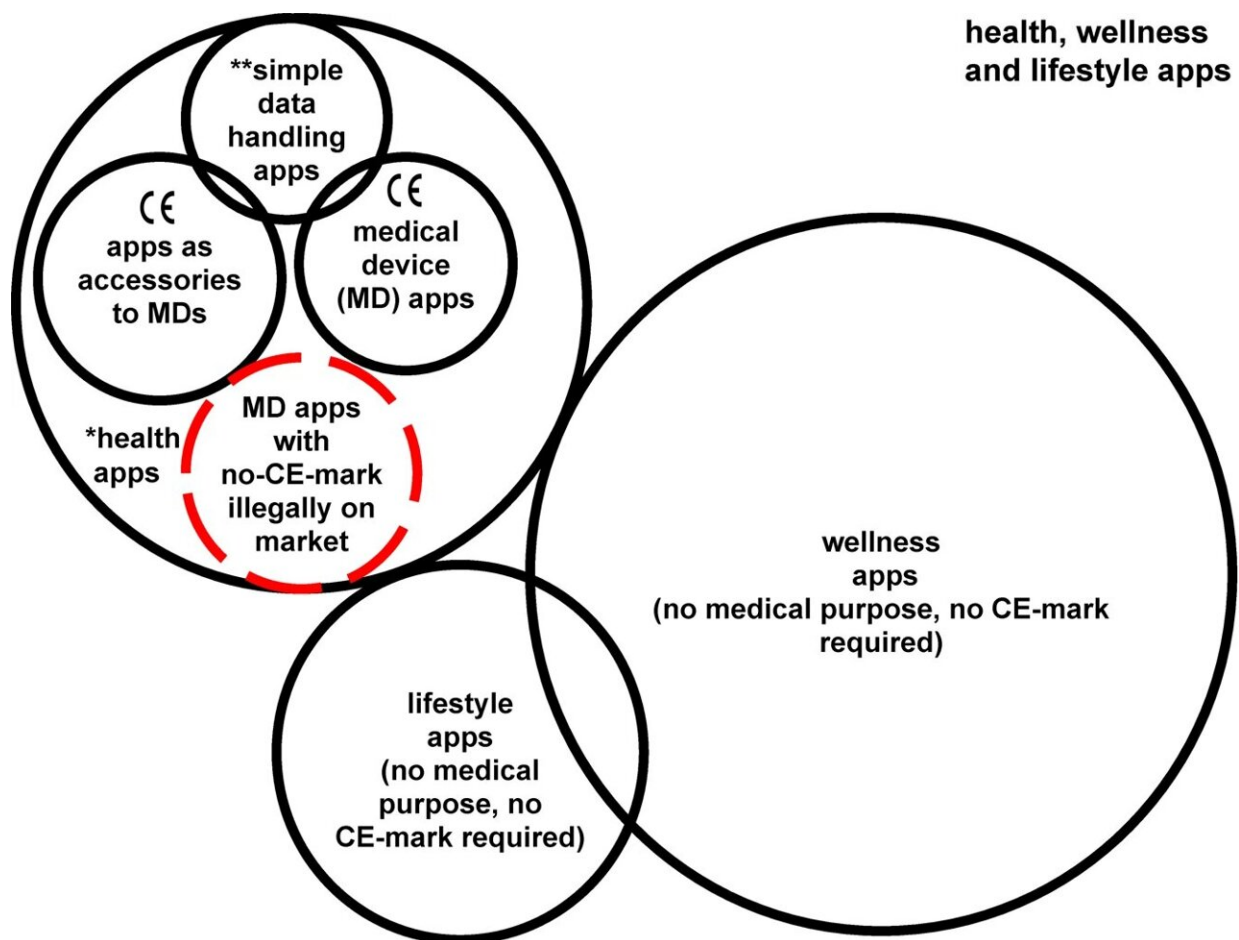 health, wellness
and lifestyle apps
**simple
data
handling
apps
CE
apps as
accessories
to MDs
CE
medical
device
(MD) apps
*health
apps
MD apps
with
no-CE-mark
illegally on
market
wellness
apps
(no medical purpose, no CE-mark
required)
lifestyle
apps
(no medical
purpose, no
CE-mark required)